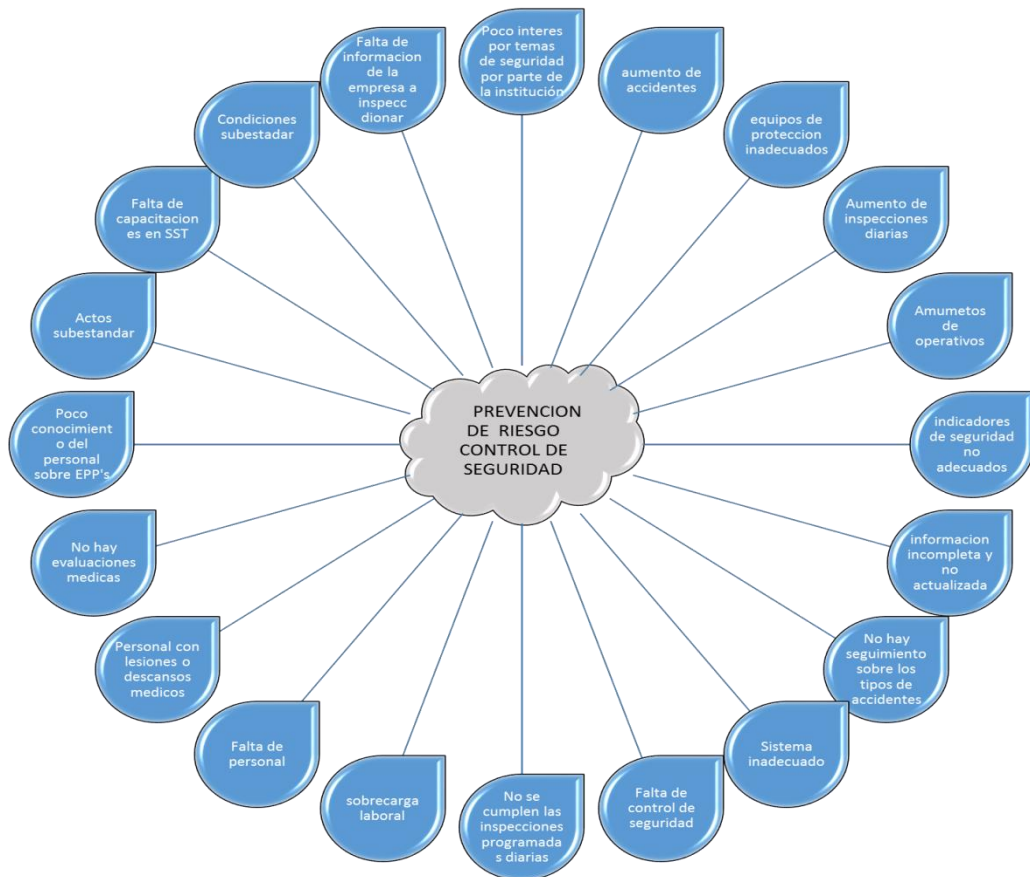 Poco interes
por temas
de seguridad
por parte de
la institución
aumento de
accidentes
equipos de
proteccion
inadecuados
Aumento de
inspecciones
diarias
Amumetos
de
operativos
indicadores
de seguridad
no
adecuados
informacion
incompleta y
no
actualizada
No hay
seguimiento
sobre los
tipos de
accidentes
Sistema
inadecuado
Falta de
control de
seguridad
No se
cumplen las
inspecciones
programada
s diarias
sobrecarga
laboral
Falta de
personal
Personal con
lesiones o
descansos
medicos
No hay
evaluaciones
medicas
Poco
conocimient
o del
personal
sobre EPP's
Actos
subestandar
Falta de
capacitacion
es en SST
Condiciones
subestadar
Falta de
informacion
de la
empresa a
inspecc
dionar
PREVENCION
DE RIESGO
CONTROL DE
SEGURIDAD